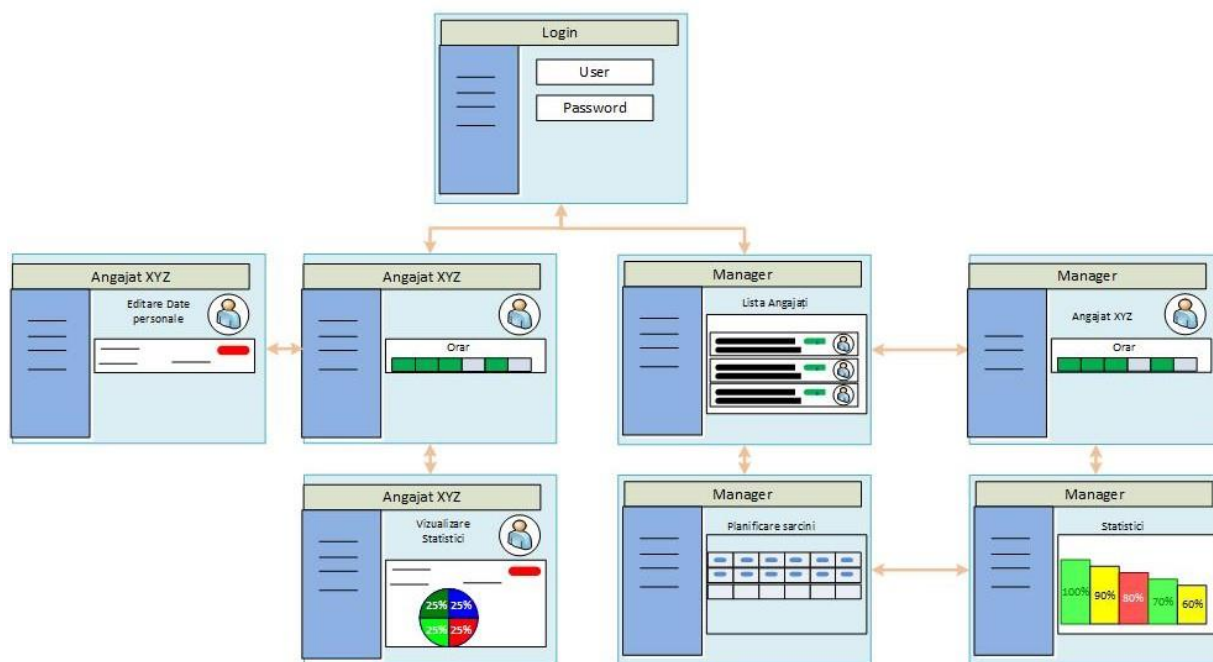 Login
User
Password
Angajat XYZ
Editare Date
personale
Angajat XYZ
Orar
Manager
Lista Angajați
Manager
Angajat XYZ
Orar
Angajat XYZ
Vizualizare
Statistici
25% 25%
25% 25%
Manager
Planificare sarcini
Manager
Statistici
100% 90% 80% 70% 60%